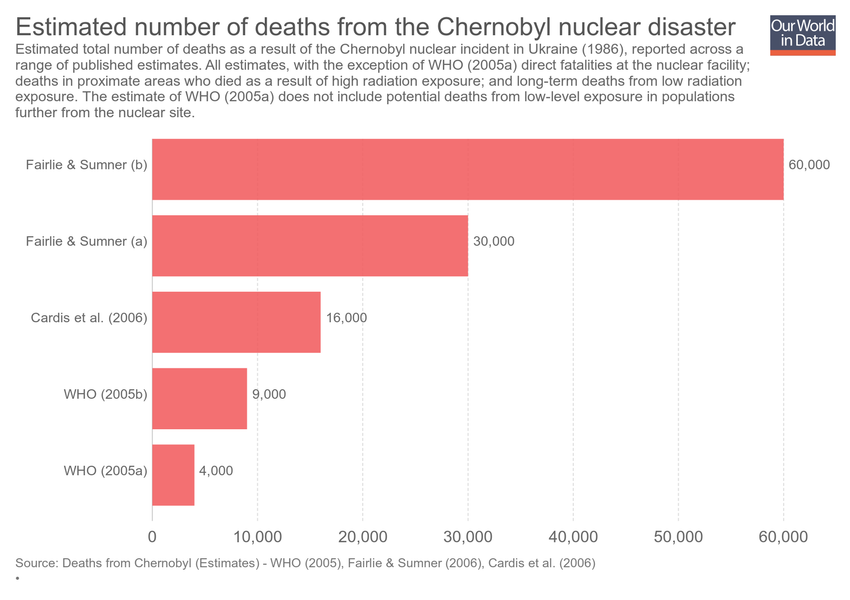 Estimated number of deaths from the Chernobyl nuclear disaster
Our World
in Data
Estimated total number of deaths as a result of the Chernobyl nuclear incident in Ukraine (1986), reported across a
range of published estimates. All estimates, with the exception of WHO (2005a) direct fatalities at the nuclear facility;
deaths in proximate areas who died as a result of high radiation exposure; and long-term deaths from low radiation
exposure. The estimate of WHO (2005a) does not include potential deaths from low-level exposure in populations
further from the nuclear site.
Fairlie & Sumner (b)
60,000
Fairlie & Sumner (a)
30,000
Cardis et al. (2006)
16,000
WHO (2005b)
9,000
WHO (2005a)
4,000
0 10,000 20,000 30,000 40,000 50,000 60,000
Source: Deaths from Chernobyl (Estimates) - WHO (2005), Fairlie & Sumner (2006), Cardis et al. (2006)
•